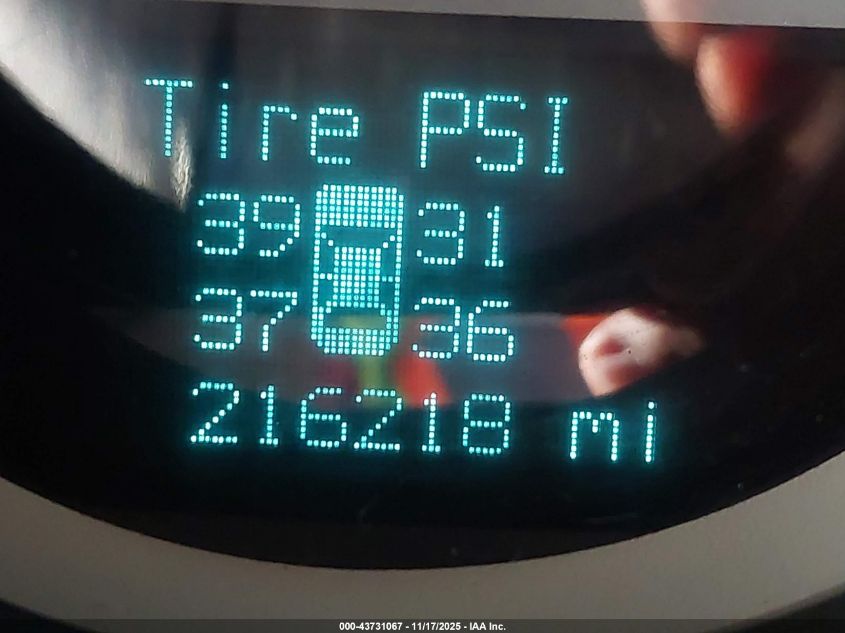 Tire PSI
39 31
37 36
216218 mi
000-43731067 - 11/17/2025 - IAA Inc.